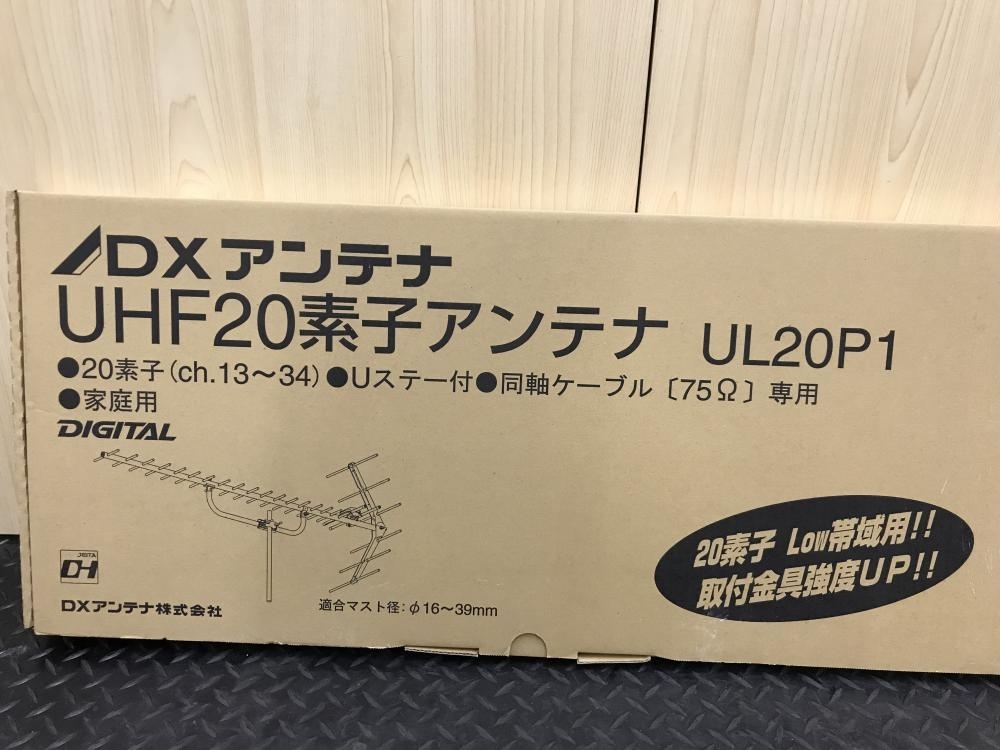 DXアンテナ
UHF20素子アンテナ UL20P1
●20素子(ch.13〜34)●Uステー付●同軸ケーブル〔75Ω〕専用
●家庭用
DIGITAL
20素子 Low帯域用!!
取付金具強度UP!!
JEITA
DH
DXアンテナ株式会社
適合マスト径:φ16〜39mm